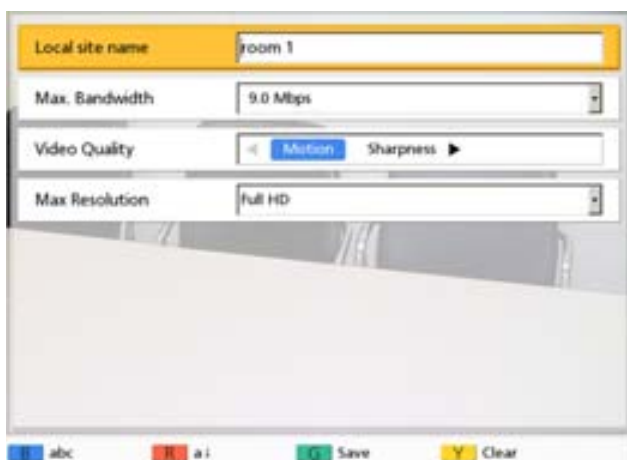 Local site name room 1
Max. Bandwidth 9.0 Mbps
Video Quality Motion Sharpness
Max Resolution Full HD
B abc R a i G Save Y Clear